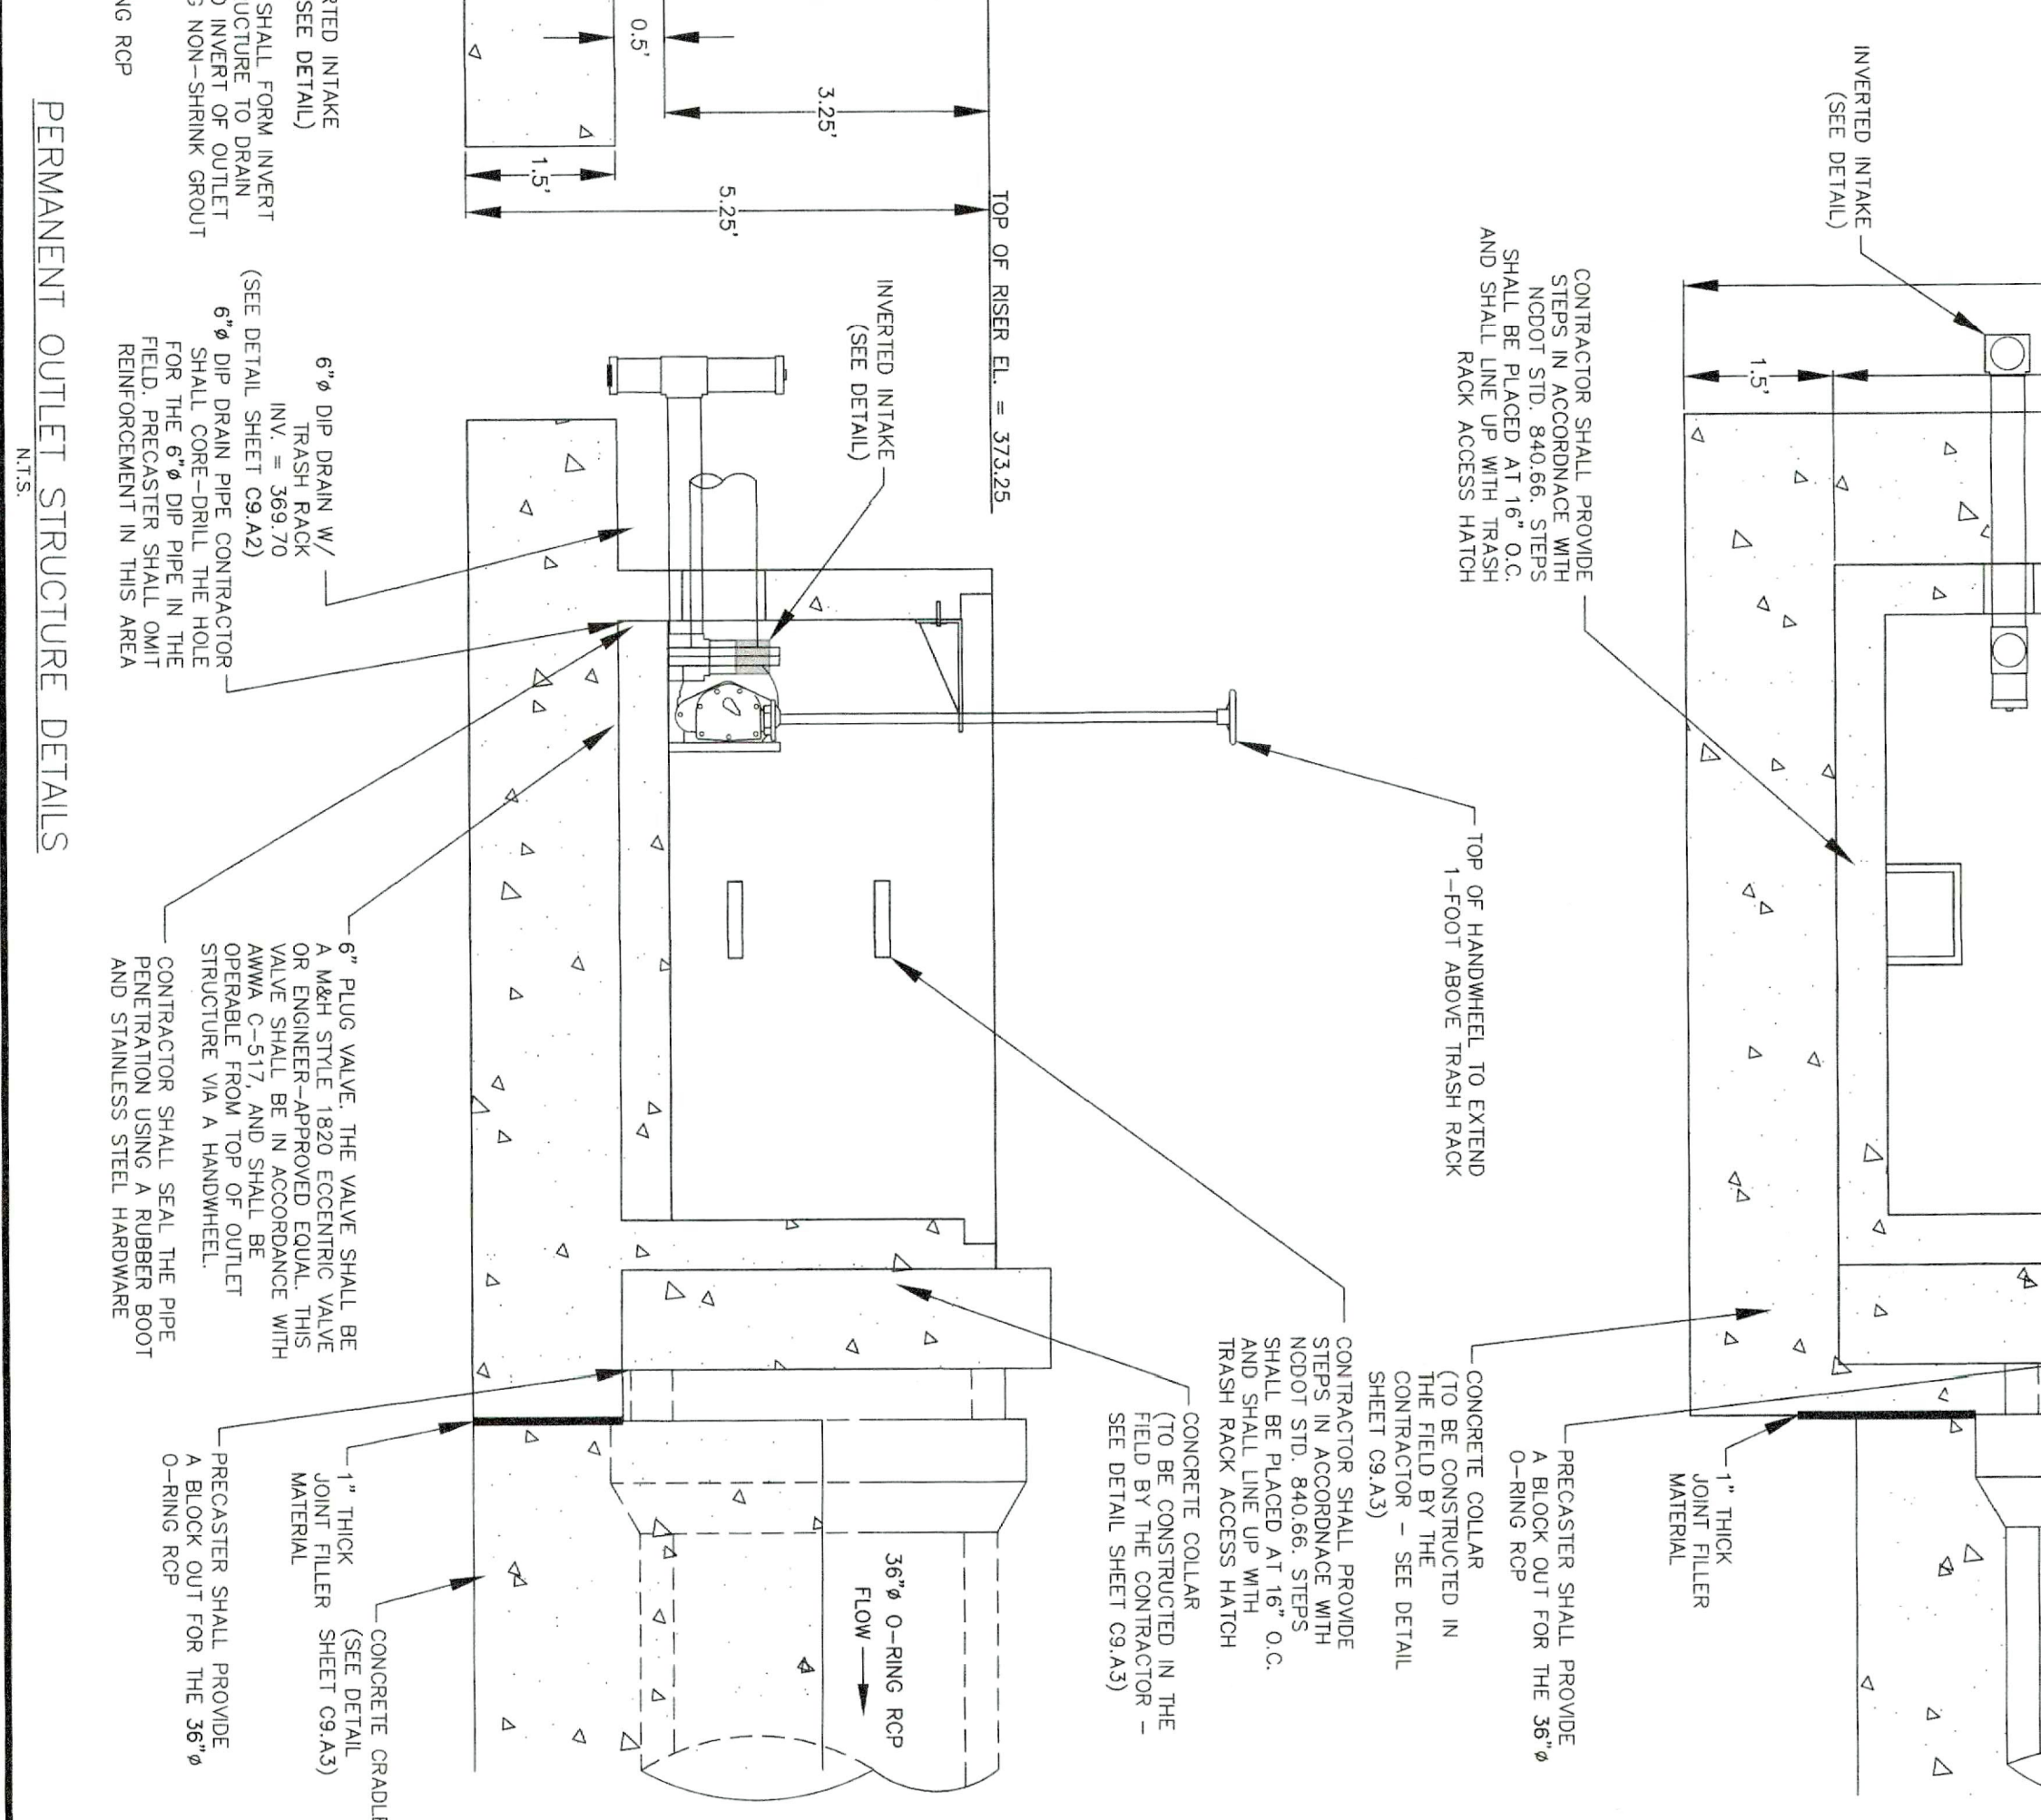 INVERTED INTAKE
(SEE DETAIL)
1.5'
CONTRACTOR SHALL PROVIDE
STEPS IN ACCORDNACE WITH
NCDOT STD. 840.66. STEPS
SHALL BE PLACED AT 16" O.C.
AND SHALL LINE UP WITH TRASH
RACK ACCESS HATCH
PRECASTER SHALL PROVIDE
A BLOCK OUT FOR THE 36"ø
O-RING RCP
1" THICK
JOINT FILLER
MATERIAL
CONCRETE COLLAR
(TO BE CONSTRUCTED IN
THE FIELD BY THE
CONTRACTOR - SEE DETAIL
SHEET C9.A3)
TOP OF HANDWHEEL TO EXTEND
1-FOOT ABOVE TRASH RACK
CONTRACTOR SHALL PROVIDE
STEPS IN ACCORDNACE WITH
NCDOT STD. 840.66. STEPS
SHALL BE PLACED AT 16" O.C.
AND SHALL LINE UP WITH
TRASH RACK ACCESS HATCH
CONCRETE COLLAR
(TO BE CONSTRUCTED IN THE
FIELD BY THE CONTRACTOR -
SEE DETAIL SHEET C9.A3)
TOP OF RISER EL. = 373.25
3.25'
0.5'
5.25'
1.5'
INVERTED INTAKE
(SEE DETAIL)
36"ø O-RING RCP
FLOW
RTED INTAKE
SEE DETAIL)
SHALL FORM INVERT
UCTURE TO DRAIN
O INVERT OF OUTLET
G NON-SHRINK GROUT
NG RCP
6"ø DIP DRAIN W/
TRASH RACK
INV. = 369.70
(SEE DETAIL SHEET C9.A2)
6"ø DIP DRAIN PIPE CONTRACTOR
SHALL CORE-DRILL THE HOLE
FOR THE 6"ø DIP PIPE IN THE
FIELD. PRECASTER SHALL OMIT
REINFORCEMENT IN THIS AREA
6" PLUG VALVE. THE VALVE SHALL BE
A M&H STYLE 1820 ECCENTRIC VALVE
OR ENGINEER-APPROVED EQUAL. THIS
VALVE SHALL BE IN ACCORDANCE WITH
AWWA C-517, AND SHALL BE
OPERABLE FROM TOP OF OUTLET
STRUCTURE VIA A HANDWHEEL.
CONTRACTOR SHALL SEAL THE PIPE
PENETRATION USING A RUBBER BOOT
AND STAINLESS STEEL HARDWARE
CONCRETE CRADLE
(SEE DETAIL
SHEET C9.A3)
1" THICK
JOINT FILLER
MATERIAL
PRECASTER SHALL PROVIDE
A BLOCK OUT FOR THE 36"ø
O-RING RCP
PERMANENT OUTLET STRUCTURE DETAILS
N.T.S.